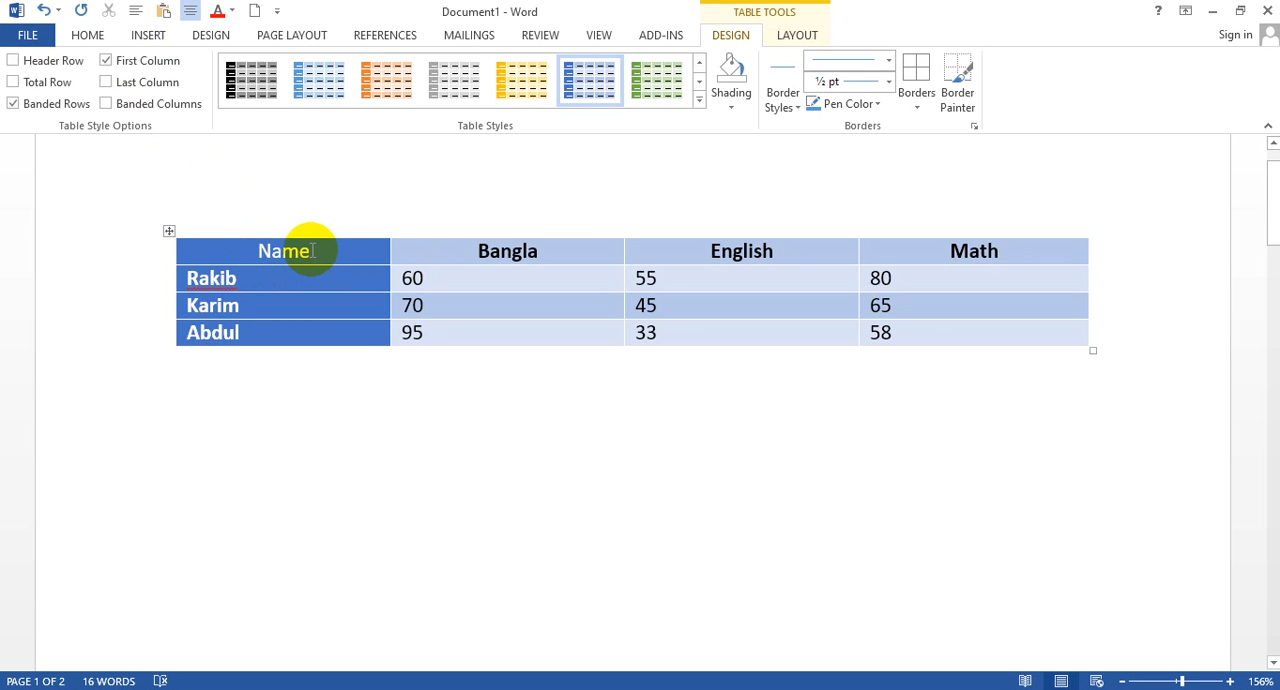 Document1 - Word
TABLE TOOLS
?
FILE HOME INSERT DESIGN PAGE LAYOUT REFERENCES MAILINGS REVIEW VIEW ADD-INS DESIGN LAYOUT
Sign in
Header Row First Column
Total Row Last Column
Banded Rows Banded Columns
Table Style Options
Table Styles
Shading
Border Styles
½ pt
Pen Color
Borders
Border Painter
Borders
Name Bangla English Math
Rakib 60 55 80
Karim 70 45 65
Abdul 95 33 58
PAGE 1 OF 2 16 WORDS 156%